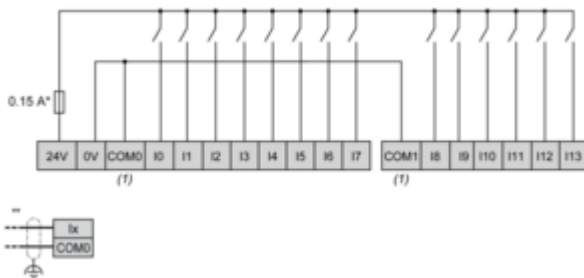 0.15 A*
24V 0V COM0 I0 I1 I2 I3 I4 I5 I6 I7 COM1 I8 I9 I10 I11 I12 I13
(1) (1)
Ix
COM0